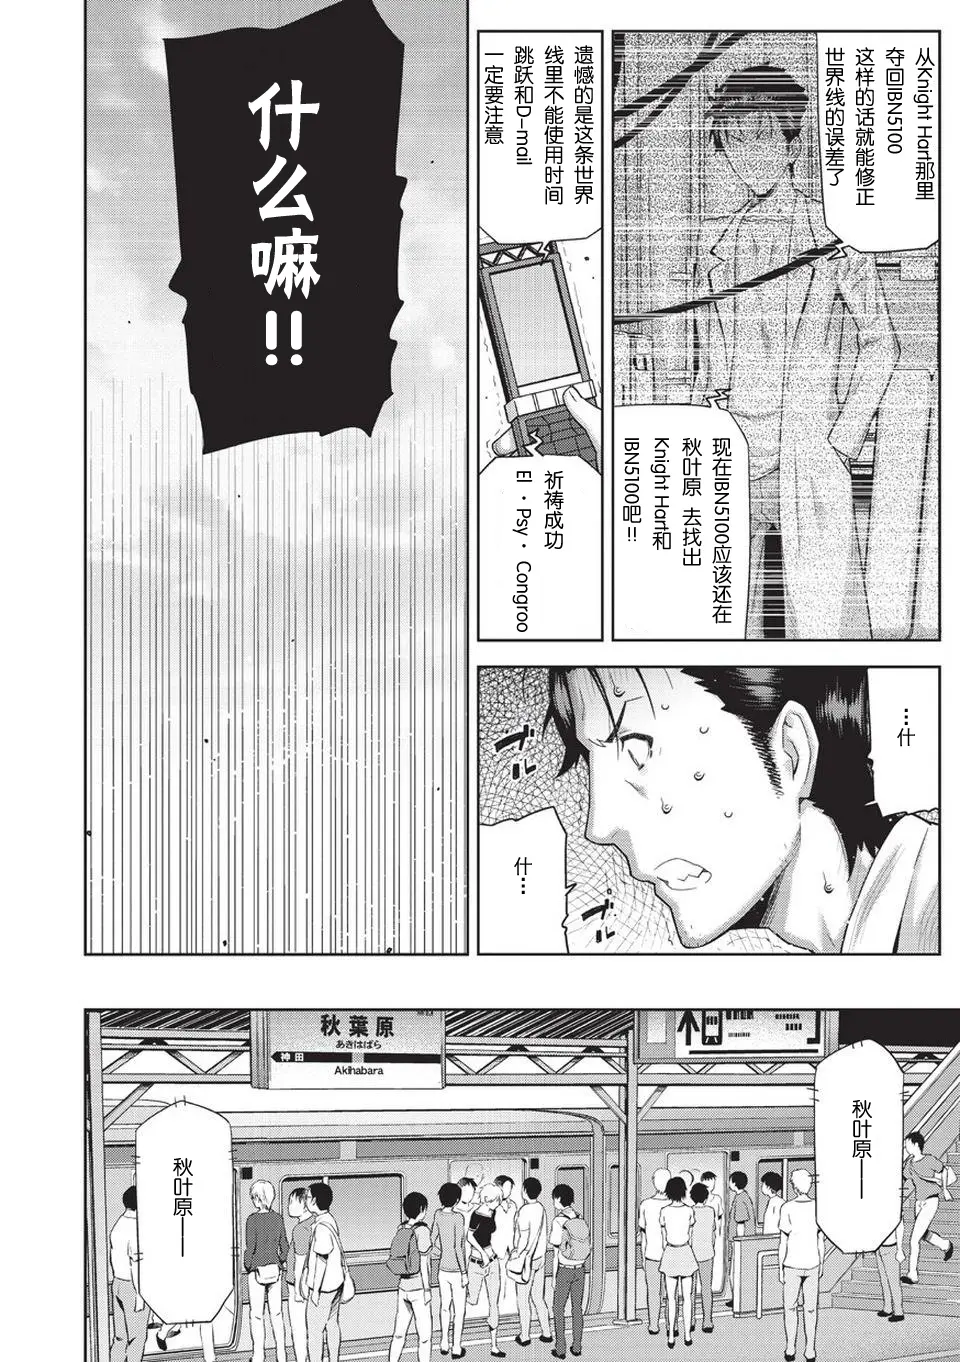 从Knight Hart那里
夺回IBN5100
这样的话就能修正
世界线的误差了
现在IBN5100应该还在
秋叶原 去找出
Knight Hart和
IBN5100吧!!
遗憾的是这条世界
线里不能使用时间
跳跃和D-mail
一定要注意
祈祷成功
El・Psy・Congroo
…什
什…
ブル
ブル
什么嘛!!
秋葉原
あきはばら
神田
Akihabara
秋叶原——
秋叶原——